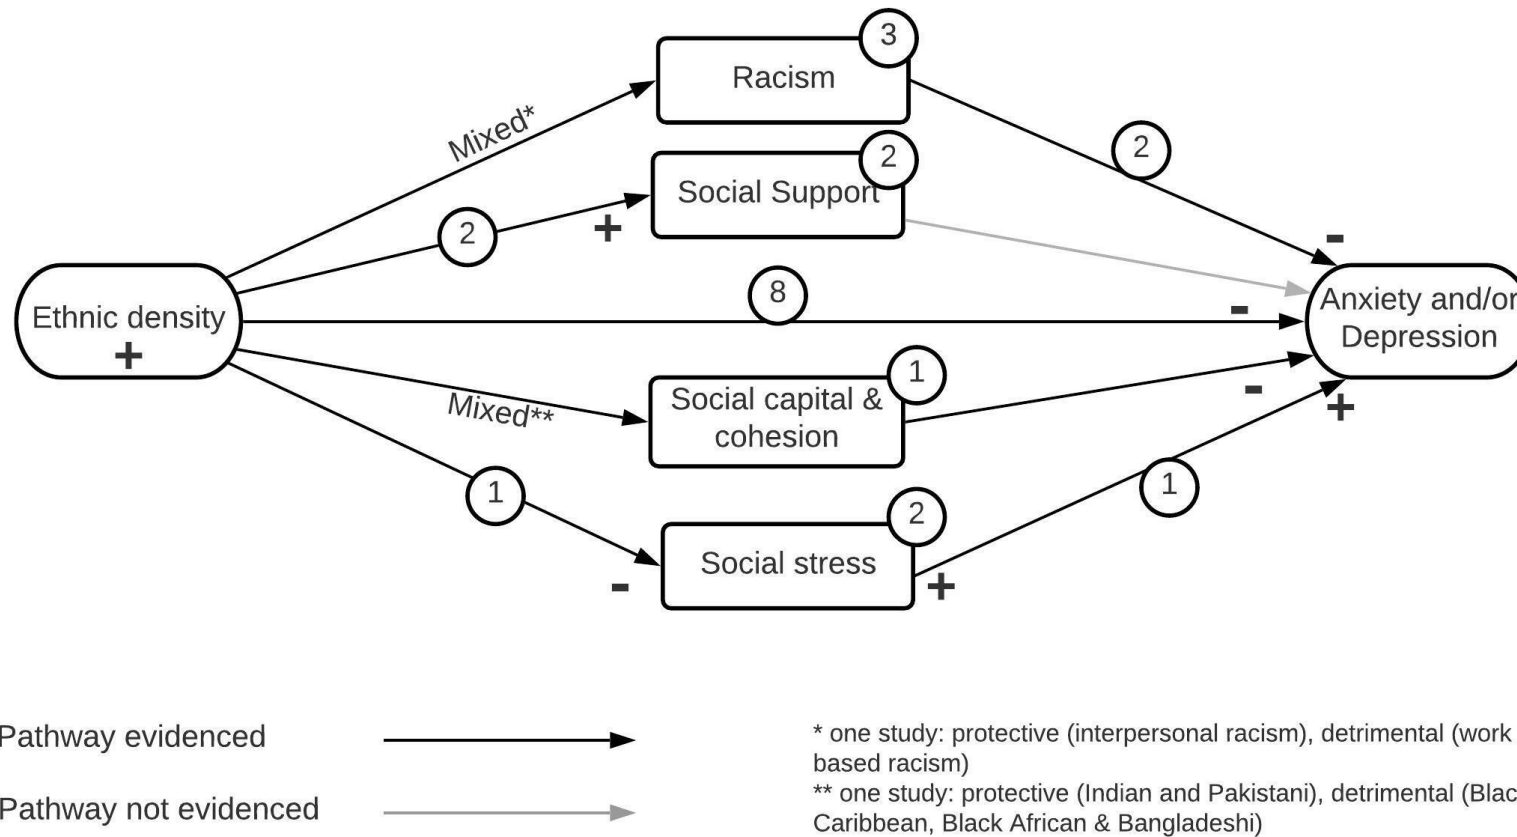 3
Racism
Mixed*
2
2
Social Support
2
+
-
8
Ethnic density
+
-
Anxiety and/or
Depression
1
Social capital &
cohesion
Mixed**
-
+
1
1
2
Social stress
-
+
Pathway evidenced
Pathway not evidenced
* one study: protective (interpersonal racism), detrimental (work
based racism)
** one study: protective (Indian and Pakistani), detrimental (Blac
Caribbean, Black African & Bangladeshi)